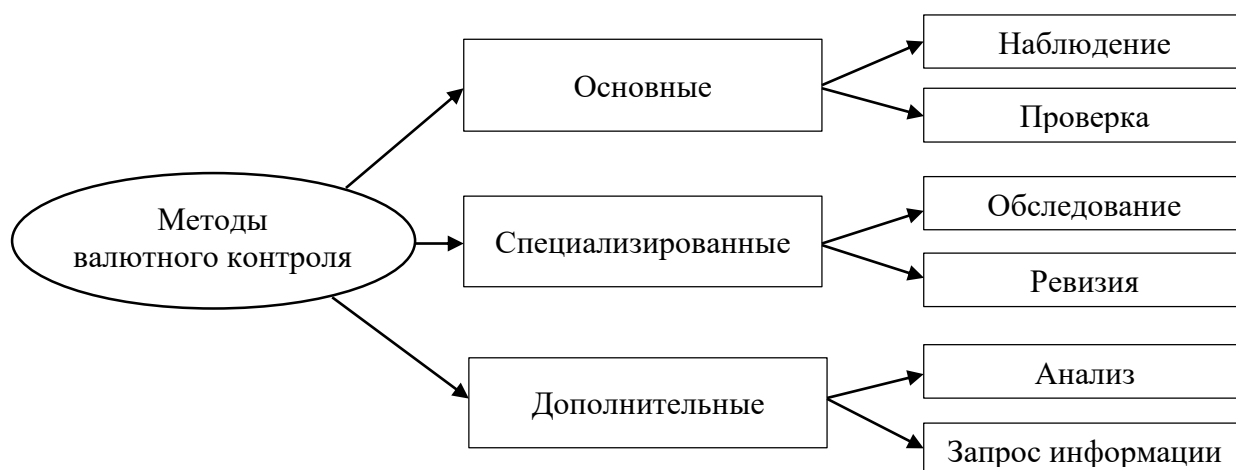 Методы
валютного контроля
Основные
Наблюдение
Проверка
Специализированные
Обследование
Ревизия
Дополнительные
Анализ
Запрос информации